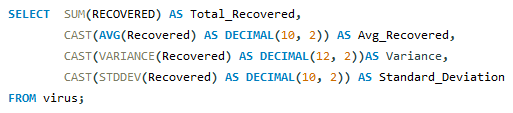 SELECT SUM(RECOVERED) AS Total_Recovered,
CAST(AVG(Recovered) AS DECIMAL(10, 2)) AS Avg_Recovered,
CAST(VARIANCE(Recovered) AS DECIMAL(12, 2))AS Variance,
CAST(STDDEV(Recovered) AS DECIMAL(10, 2)) AS Standard_Deviation
FROM virus;